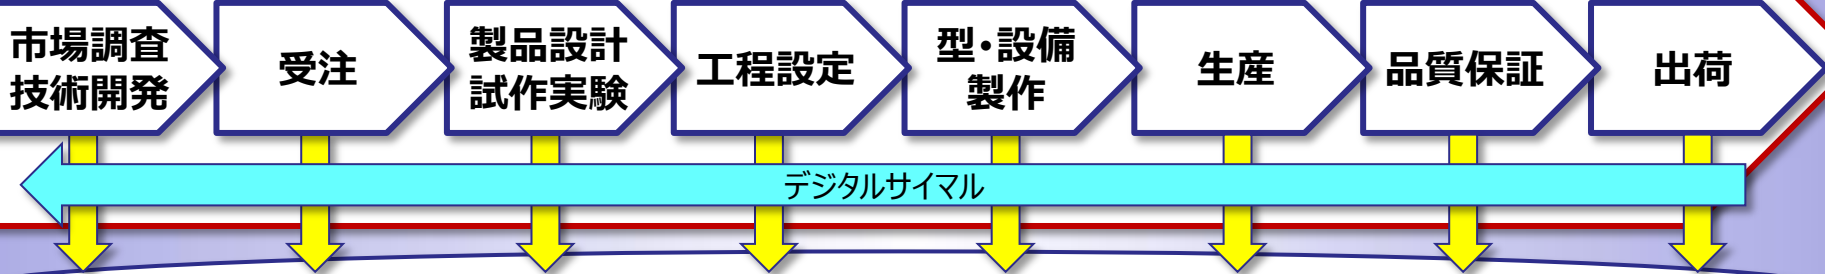 市場調査
技術開発
受注
製品設計
試作実験
工程設定
型・設備
製作
生産
品質保証
出荷
デジタルサイマル